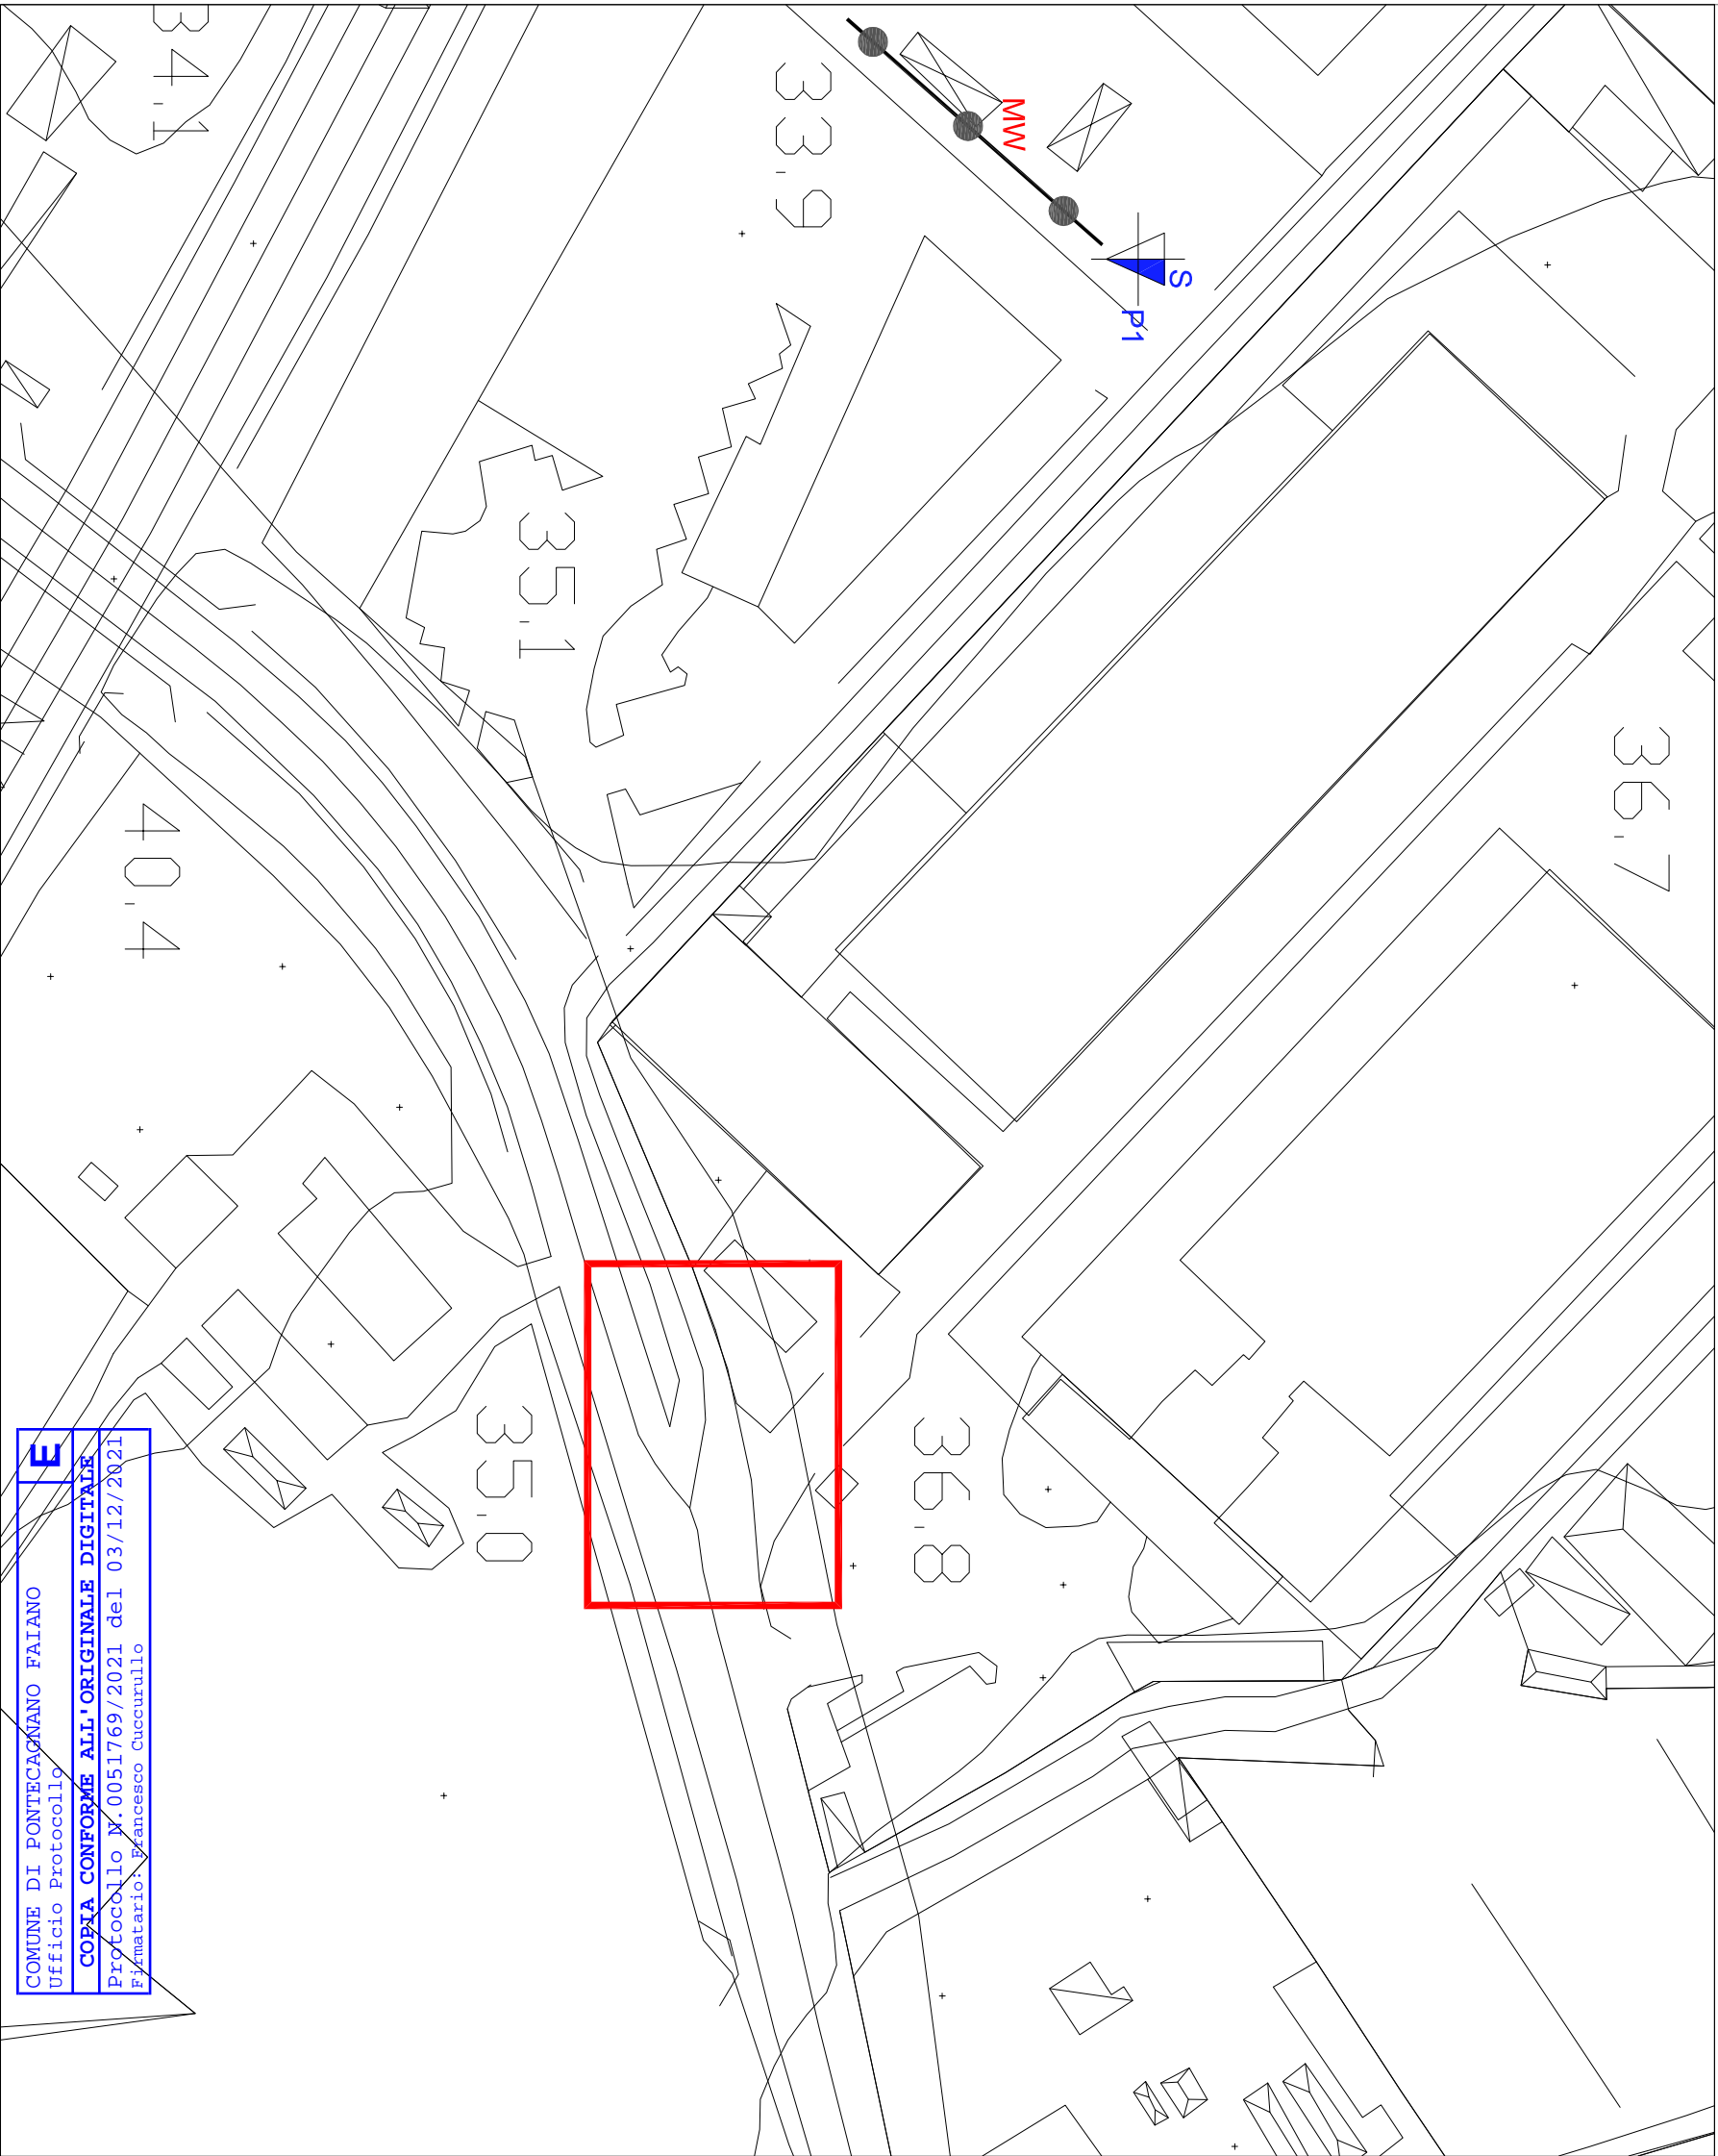 34.1
33.9
MW
S
P1
35.1
36.7
40.4
35.0
36.8
E
COMUNE DI PONTECAGNANO FAIANO
Ufficio Protocollo
COPIA CONFORME ALL'ORIGINALE DIGITALE
Protocollo N.0051769/2021 del 03/12/2021
Firmatario: Francesco Cuccurullo